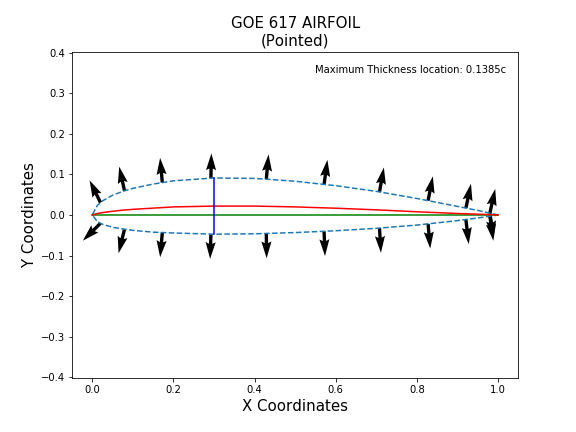 GOE 617 AIRFOIL
(Pointed)
Maximum Thickness location: 0.1385c
0.4
0.3
0.2
0.1
0.0
−0.1
−0.2
−0.3
−0.4
Y Coordinates
0.0 0.2 0.4 0.6 0.8 1.0
X Coordinates